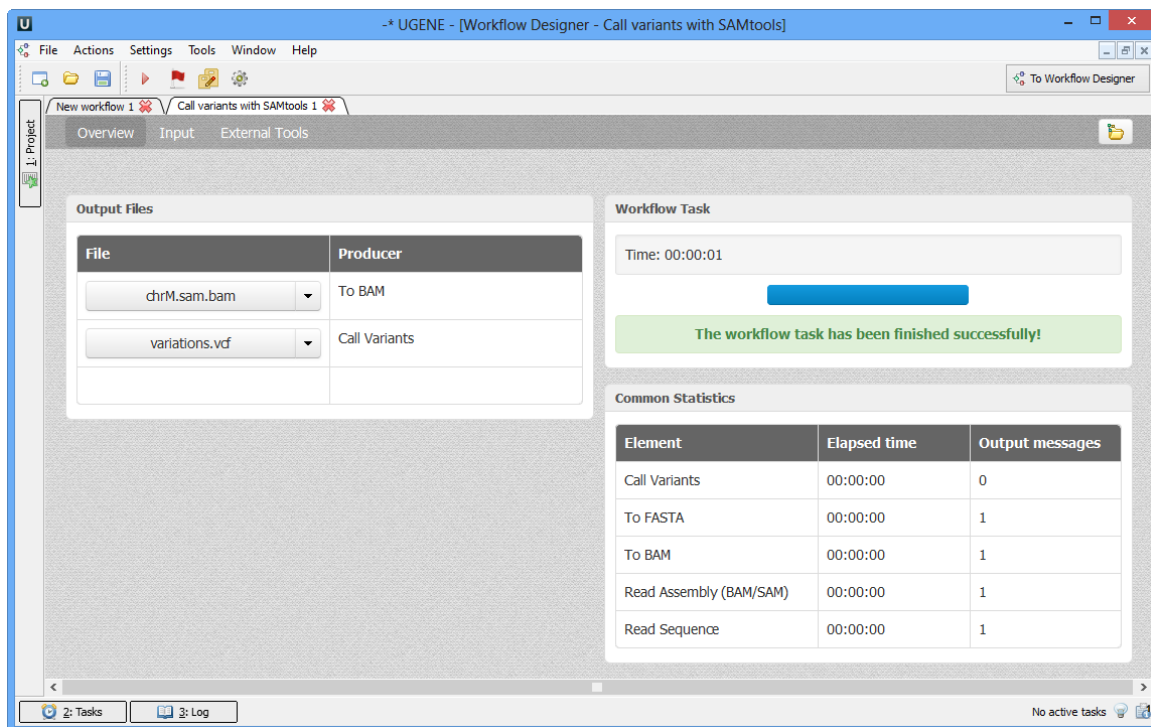 -* UGENE - [Workflow Designer - Call variants with SAMtools]
File Actions Settings Tools Window Help
To Workflow Designer
1: Project
New workflow 1
Call variants with SAMtools 1
Overview Input External Tools
Output Files
File Producer
chrM.sam.bam To BAM
variations.vcf Call Variants
Workflow Task
Time: 00:00:01
The workflow task has been finished successfully!
Common Statistics
Element Elapsed time Output messages
Call Variants 00:00:00 0
To FASTA 00:00:00 1
To BAM 00:00:00 1
Read Assembly (BAM/SAM) 00:00:00 1
Read Sequence 00:00:00 1
2: Tasks 3: Log No active tasks